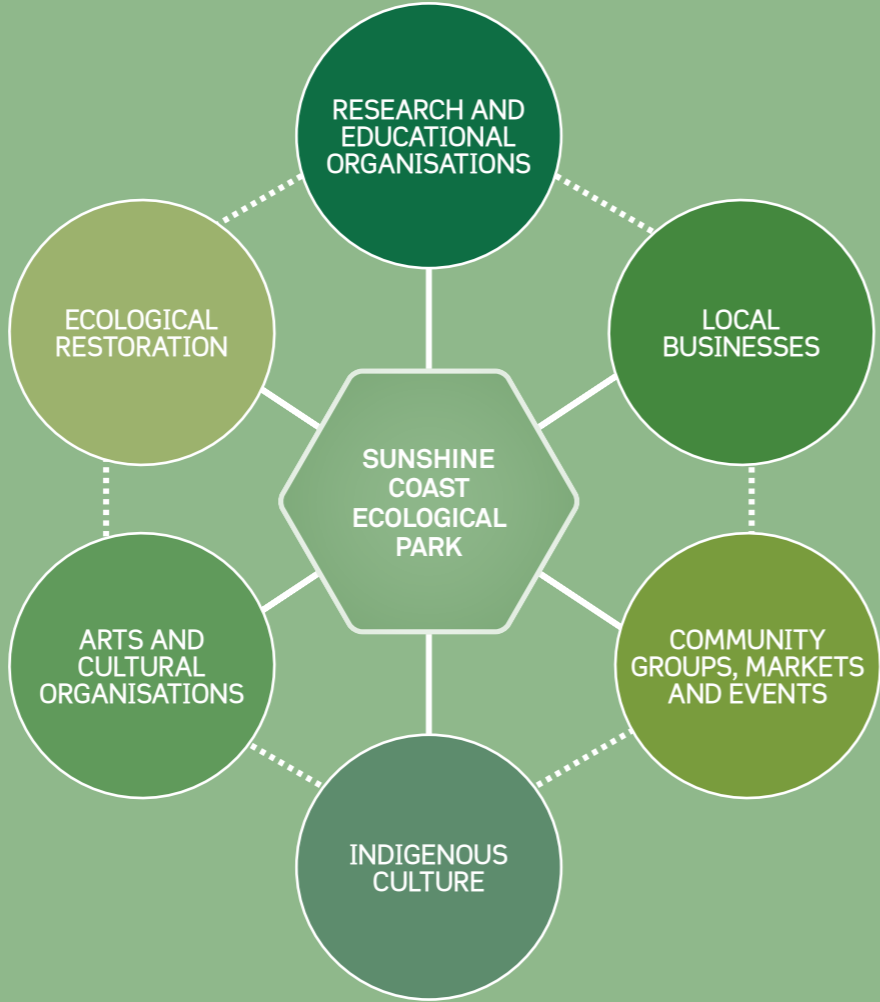 RESEARCH AND
EDUCATIONAL
ORGANISATIONS
ECOLOGICAL
RESTORATION
LOCAL
BUSINESSES
SUNSHINE
COAST
ECOLOGICAL
PARK
ARTS AND
CULTURAL
ORGANISATIONS
COMMUNITY
GROUPS, MARKETS
AND EVENTS
INDIGENOUS
CULTURE